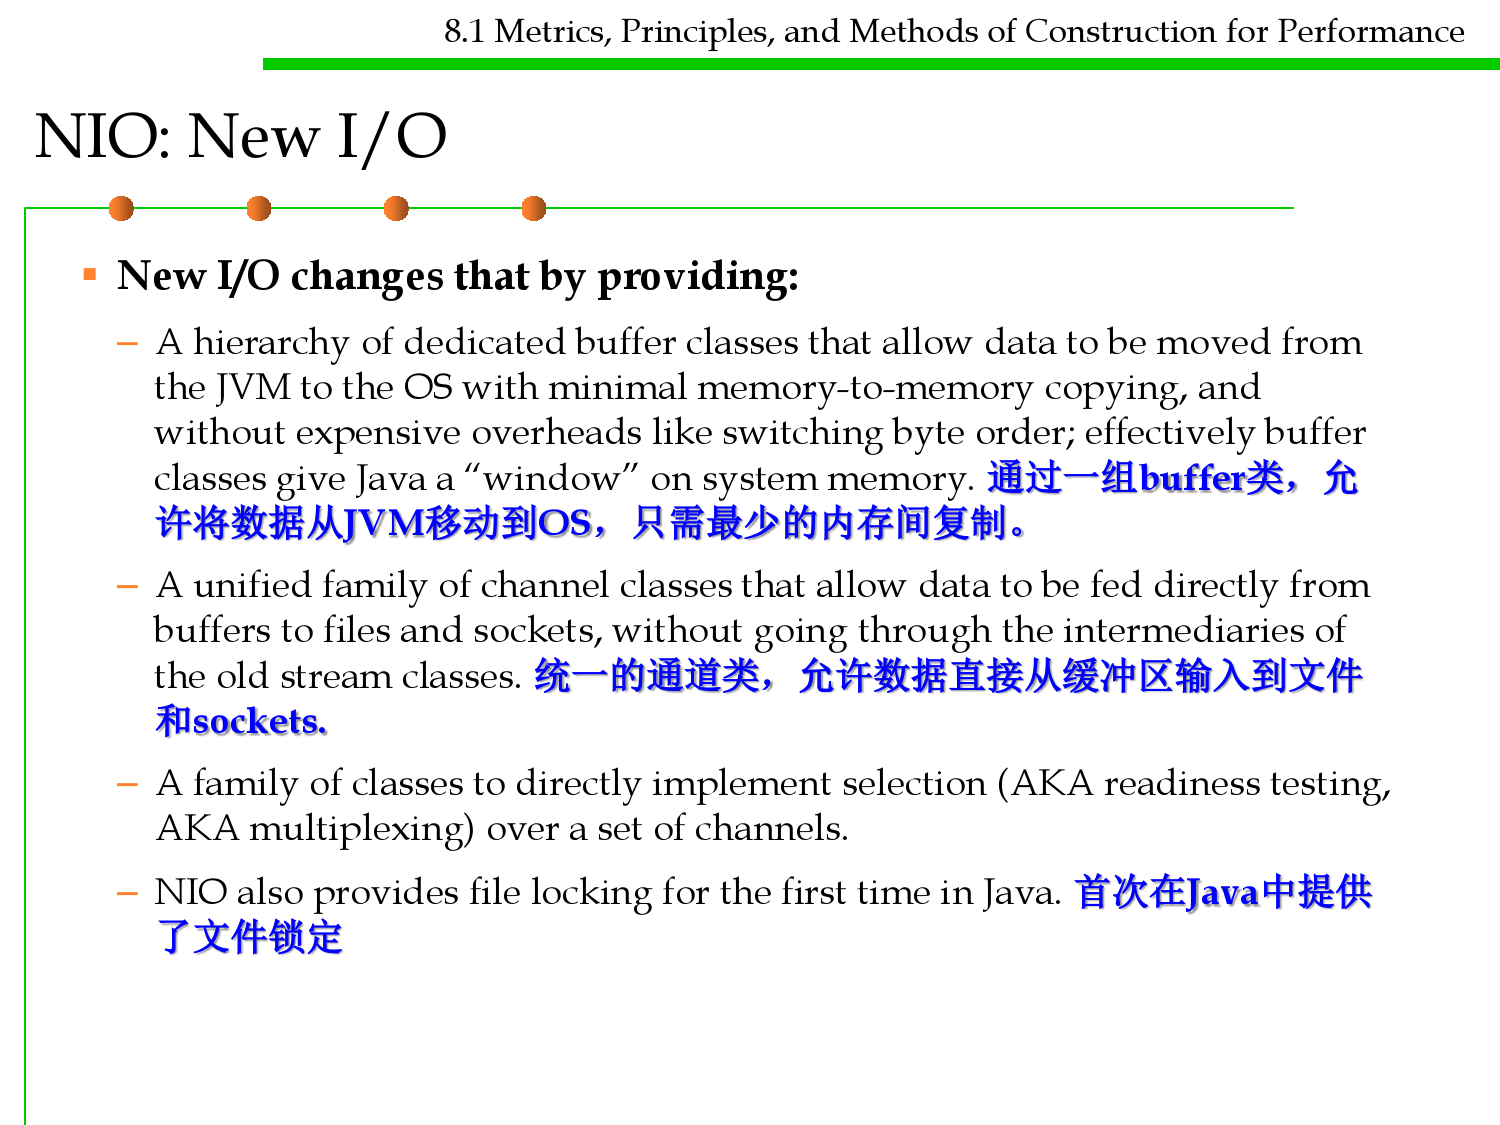 8.1 Metrics, Principles, and Methods of Construction for Performance
NIO: New I/O
▪ New I/O changes that by providing:
– A hierarchy of dedicated buffer classes that allow data to be moved from
the JVM to the OS with minimal memory-to-memory copying, and
without expensive overheads like switching byte order; effectively buffer
classes give Java a “window” on system memory. 通过一组buffer类，允
许将数据从JVM移动到OS，只需最少的内存间复制。
– A unified family of channel classes that allow data to be fed directly from
buffers to files and sockets, without going through the intermediaries of
the old stream classes. 统一的通道类，允许数据直接从缓冲区输入到文件
和sockets.
– A family of classes to directly implement selection (AKA readiness testing,
AKA multiplexing) over a set of channels.
– NIO also provides file locking for the first time in Java. 首次在Java中提供
了文件锁定